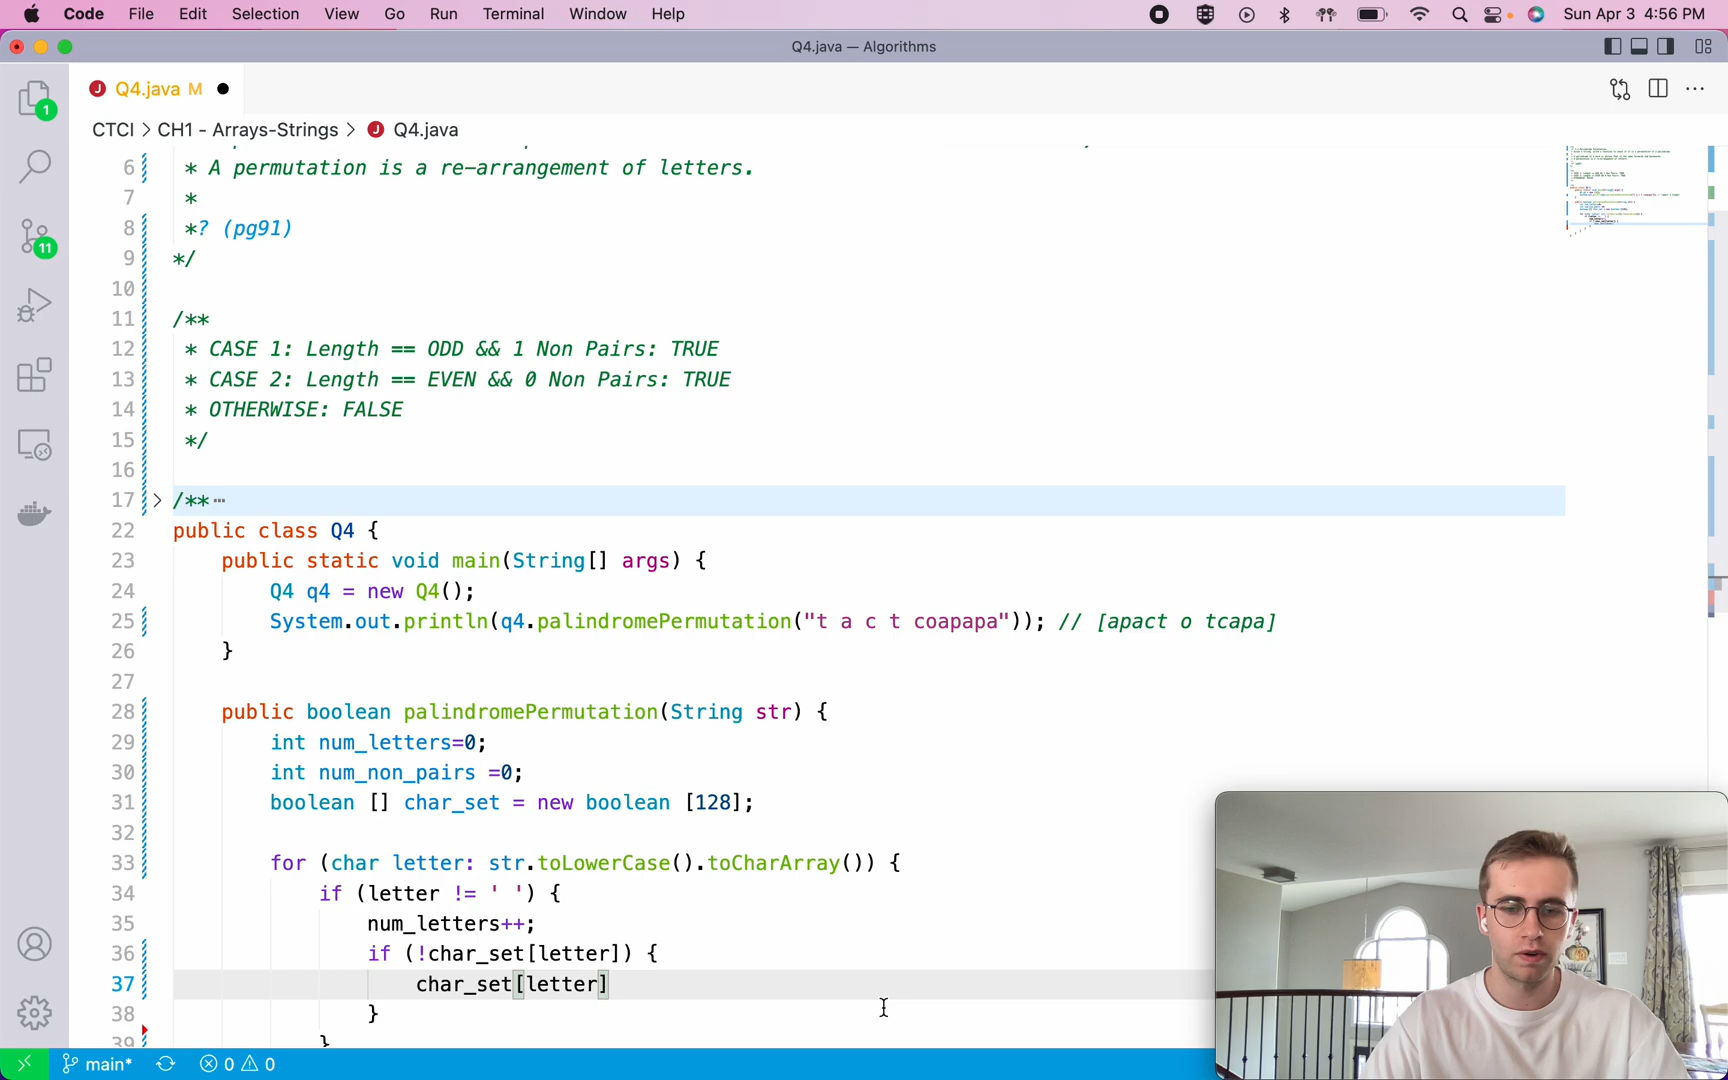 Code File Edit Selection View Go Run Terminal Window Help Sun Apr 3 4:56 PM
Q4.java — Algorithms
J Q4.java M
CTCI > CH1 - Arrays-Strings > J Q4.java
1
11
6 * A permutation is a re-arrangement of letters.
7 *
8 *? (pg91)
9 */
10
11 /**
12 * CASE 1: Length == ODD && 1 Non Pairs: TRUE
13 * CASE 2: Length == EVEN && 0 Non Pairs: TRUE
14 * OTHERWISE: FALSE
15 */
16
17 > /** ⋯
22 public class Q4 {
23 public static void main(String[] args) {
24 Q4 q4 = new Q4();
25 System.out.println(q4.palindromePermutation("t a c t coapapa")); // [apact o tcapa]
26 }
27
28 public boolean palindromePermutation(String str) {
29 int num_letters=0;
30 int num_non_pairs =0;
31 boolean [] char_set = new boolean [128];
32
33 for (char letter: str.toLowerCase().toCharArray()) {
34 if (letter != ' ') {
35 num_letters++;
36 if (!char_set[letter]) {
37 char_set[letter]
38 }
39 }
main* 0 0